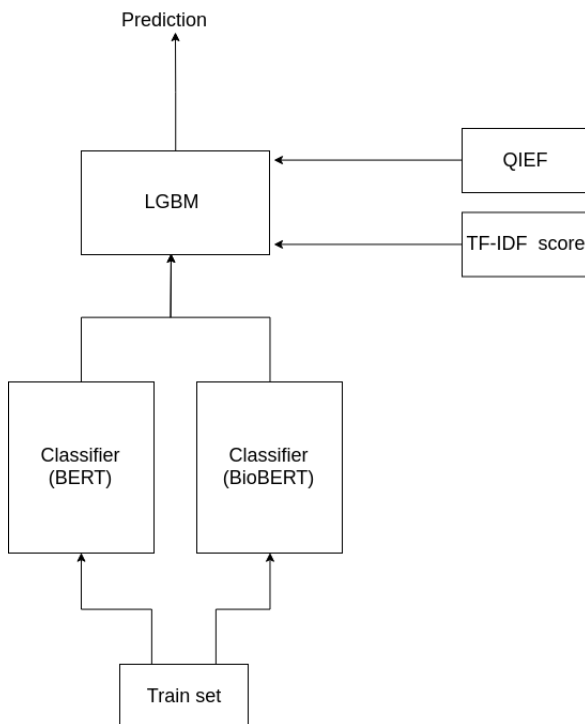 Prediction
QIEF
LGBM
TF-IDF score
Classifier
(BERT)
Classifier
(BioBERT)
Train set